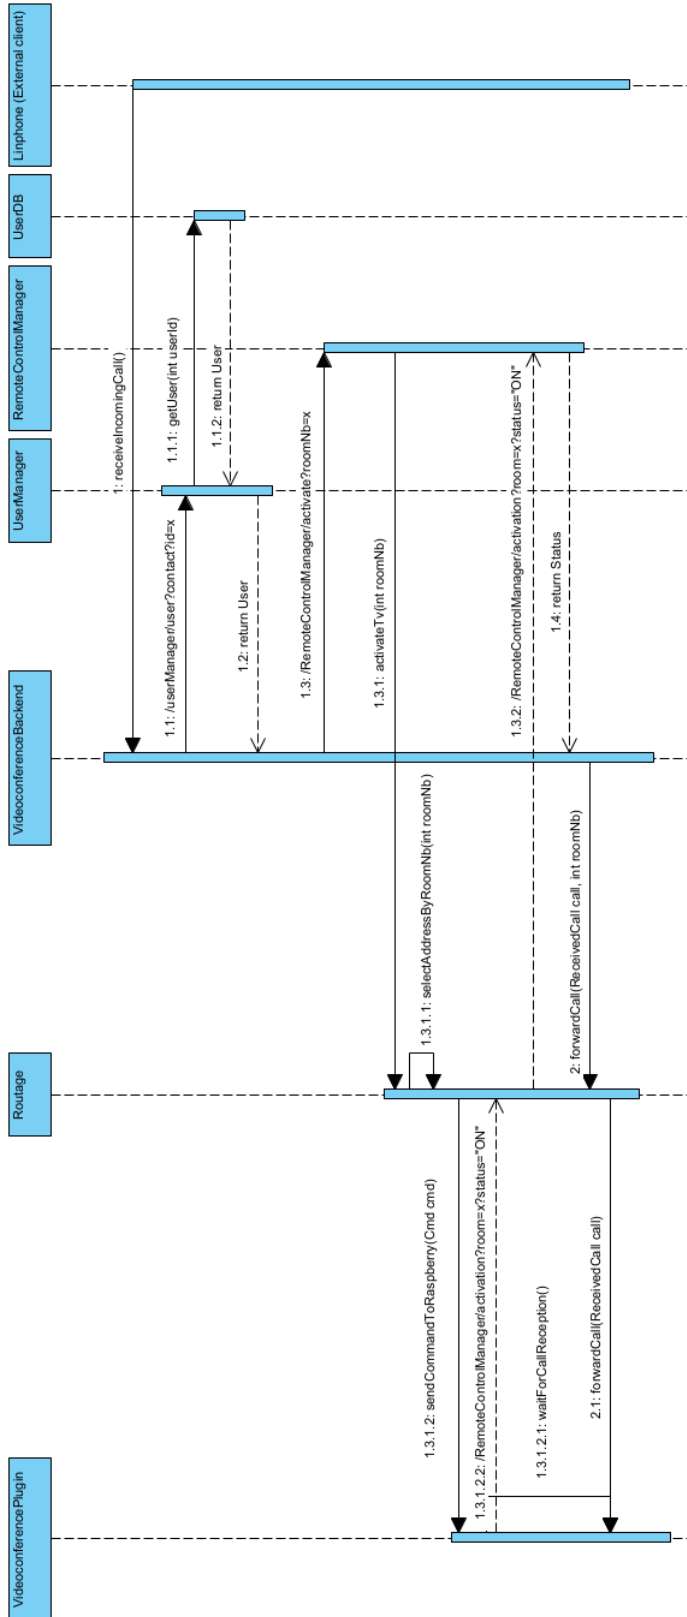 VideoconferencePlugin
Routage
VideoconferenceBackend
UserManager
RemoteControlManager
UserDB
Linphone (External client)
1: receiveIncomingCall()
1.1: /userManager/user?contact?id=x
1.1.1: getUser(int userId)
1.1.2: return User
1.2: return User
1.3: /RemoteControlManager/activate?roomNb=x
1.3.1: activateTv(int roomNb)
1.3.1.1: selectAddressByRoomNb(int roomNb)
1.3.1.2: sendCommandToRaspberry(Cmd cmd)
1.3.1.2.2: /RemoteControlManager/activation?room=x?status="ON"
1.3.1.2.1: waitForCallReception()
1.3.2: /RemoteControlManager/activation?room=x?status="ON"
1.4: return Status
2: forwardCall(ReceivedCall call, int roomNb)
2.1: forwardCall(ReceivedCall call)